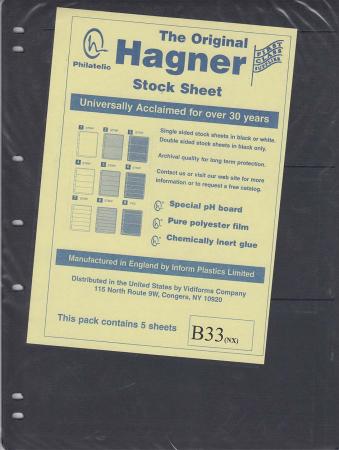 The Original
Hagner
Philatelic
FIRST CLASS SUPPLIES
Stock Sheet
Universally Acclaimed for over 30 years
Single sided stock sheets in black or white.
Double sided stock sheets in black only.
Archival quality for long term protection.
Contact us or visit our web site for more
information or to request a free catalog.
Special pH board
Pure polyester film
Chemically inert glue
Manufactured in England by Inform Plastics Limited
Distributed in the United States by Vidiforms Company
115 North Route 9W, Congers, NY 10920
This pack contains 5 sheets
B33(NX)